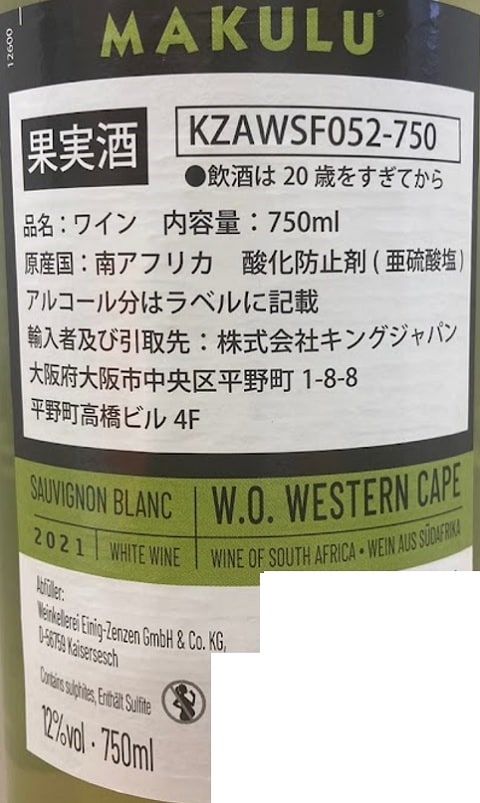 12600
MAKULU
果実酒
KZAWSF052-750
●飲酒は 20 歳をすぎてから
品名：ワイン 内容量：750ml
原産国：南アフリカ 酸化防止剤 ( 亜硫酸塩 )
アルコール分はラベルに記載
輸入者及び引取先：株式会社キングジャパン
大阪府大阪市中央区平野町 1-8-8
平野町高橋ビル 4F
SAUVIGNON BLANC
2021 WHITE WINE
W.O. WESTERN CAPE
WINE OF SOUTH AFRICA • WEIN AUS SÜDAFRIKA
Abfüller:
Weinkellerei Einig-Zenzen GmbH & Co. KG,
D-56759 Kaisersesch
Contains sulphites, Enthält Sulfite
12%vol · 750ml